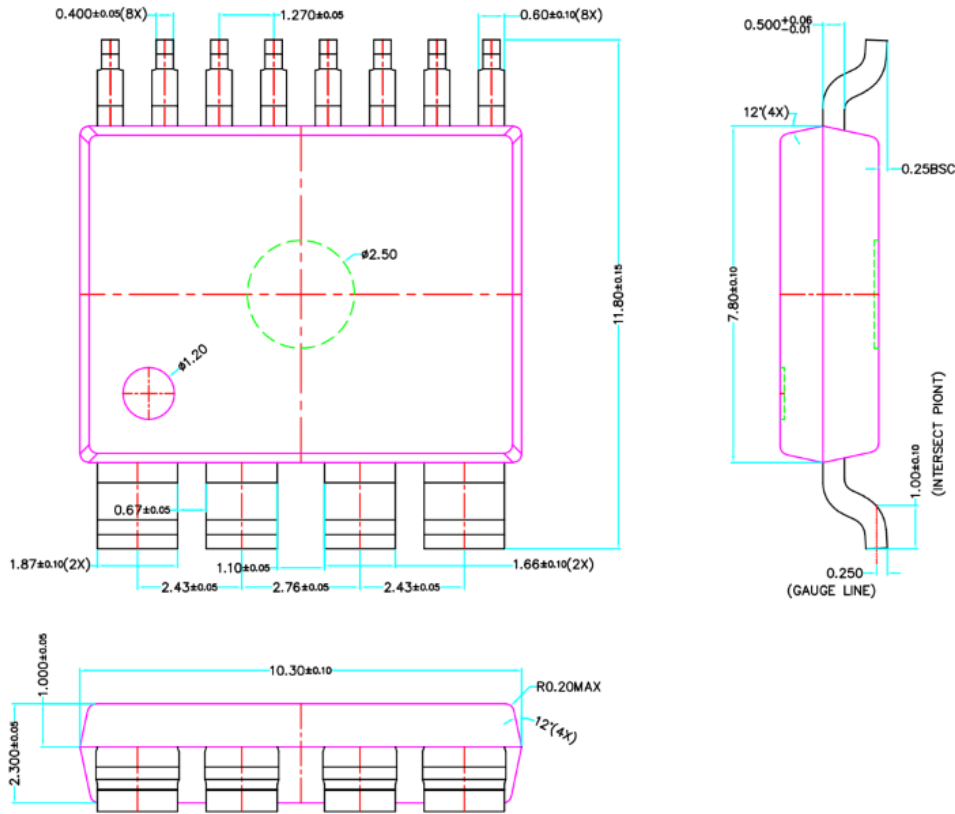 0.400±0.05(8X)
1.270±0.05
0.60±0.10(8X)
0.500+0.06-0.01
12°(4X)
0.25BSC
ø2.50
11.80±0.15
7.80±0.10
ø1.20
1.00±0.10
(INTERSECT PIONT)
0.67±0.05
1.87±0.10(2X)
1.10±0.05
1.66±0.10(2X)
2.43±0.05
2.76±0.05
2.43±0.05
0.250
(GAUGE LINE)
1.000±0.05
10.30±0.10
R0.20MAX
12°(4X)
2.300±0.05